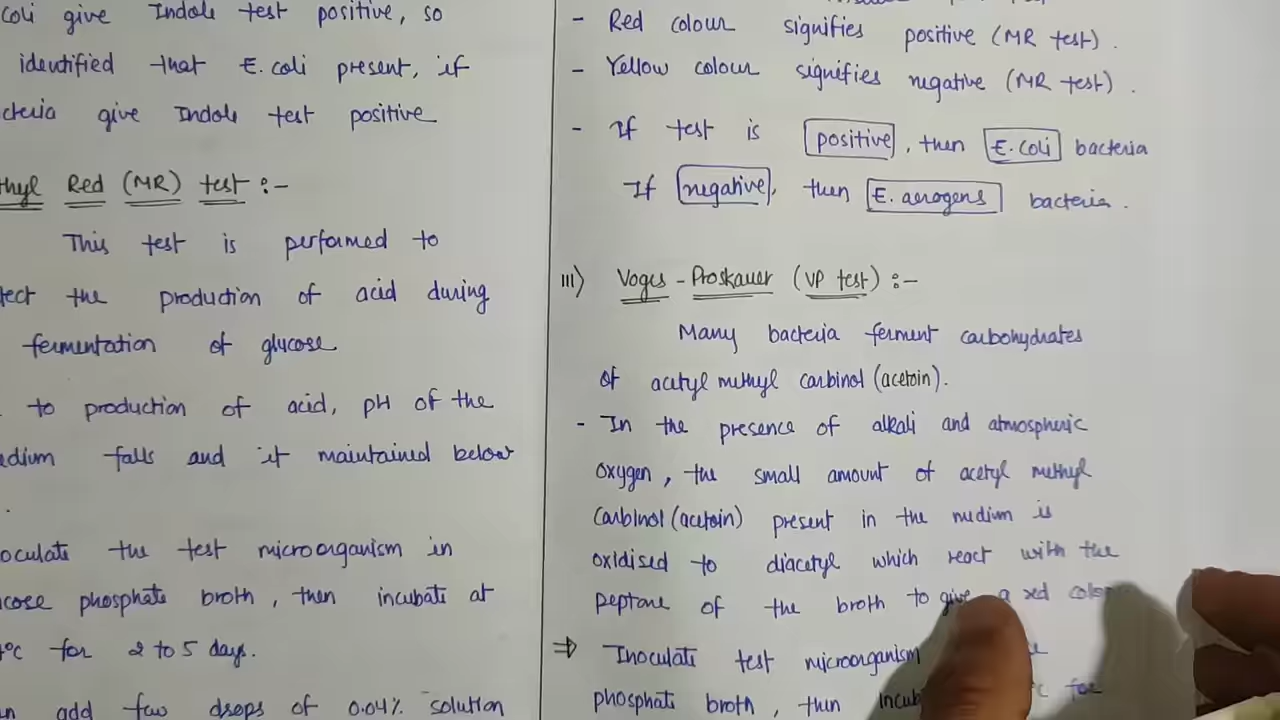 coli give Indole test positive, so
identified that E.coli present, if
give Indole test positive
Red (MR) test :-
This test is performed to
the production of acid during
fermentation of glucose
to production of acid, pH of the
falls and it maintained below
the test microorganism in
phosphate broth, then incubate at
°C for 2 to 5 days.
add few drops of 0.04% solution
- Red colour signifies positive (MR test).
- Yellow colour signifies negative (MR test).
- If test is positive, then E.coli bacteria
If negative, then E. aerogens bacteria.
III) Voges - Proskauer (VP test) :-
Many bacteria ferment carbohydrates
of acetyl methyl carbinol (acetoin).
- In the presence of alkali and atmospheric
oxygen, the small amount of acetyl methyl
carbinol (acetoin) present in the medium is
oxidised to diacetyl which react with the
peptone of the broth to give a red
⇒ Inoculate test microorganism
phosphate broth, then for